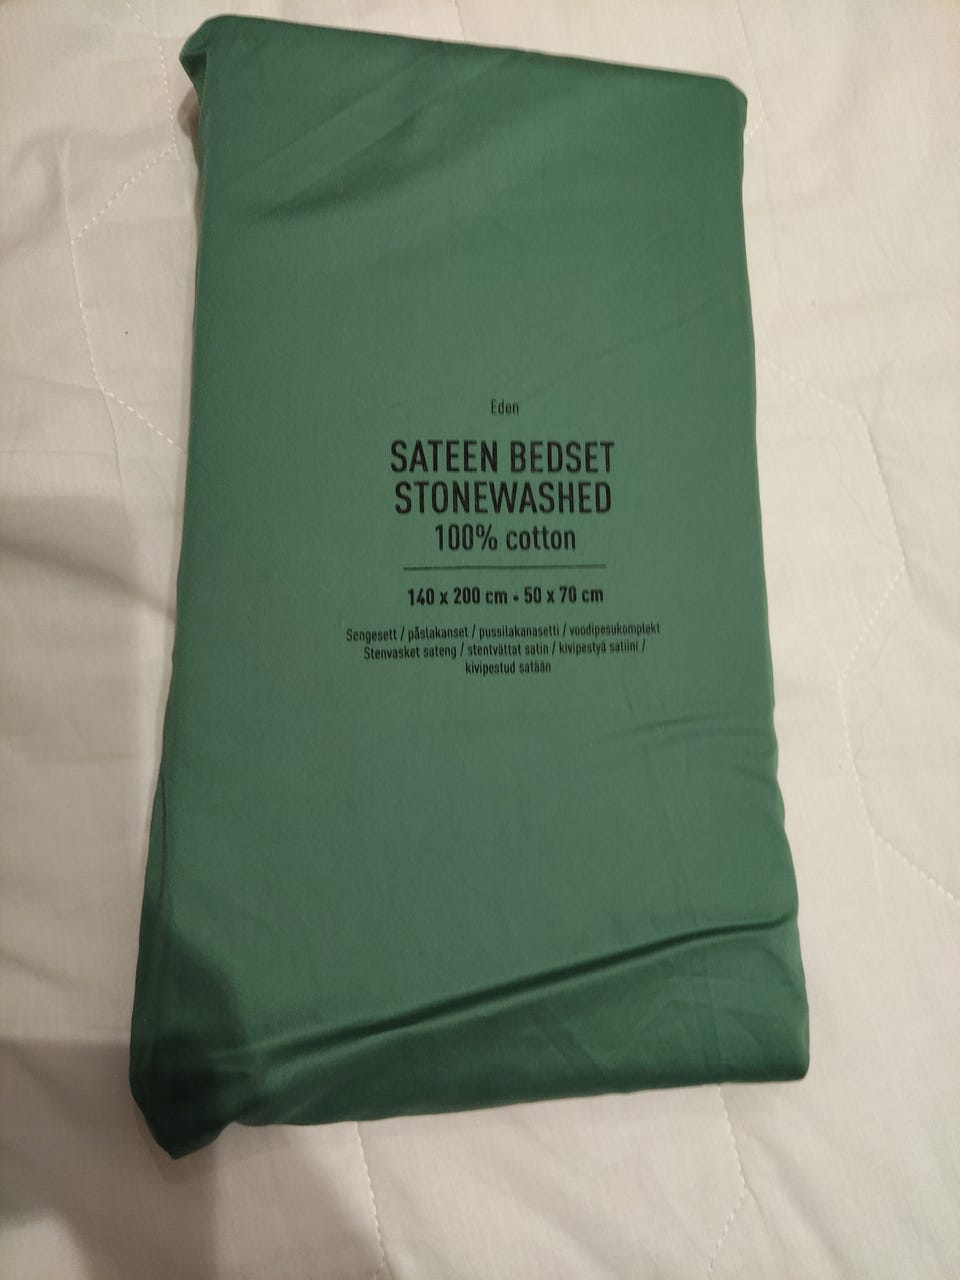 Eden
SATEEN BEDSET
STONEWASHED
100% cotton
140 x 200 cm • 50 x 70 cm
Sengesett / påslakanset / pussilakanasetti / voodipesukomplekt
Stenvasket sateng / stentvättat satin / kivipestyä satiini /
kivipestud satään